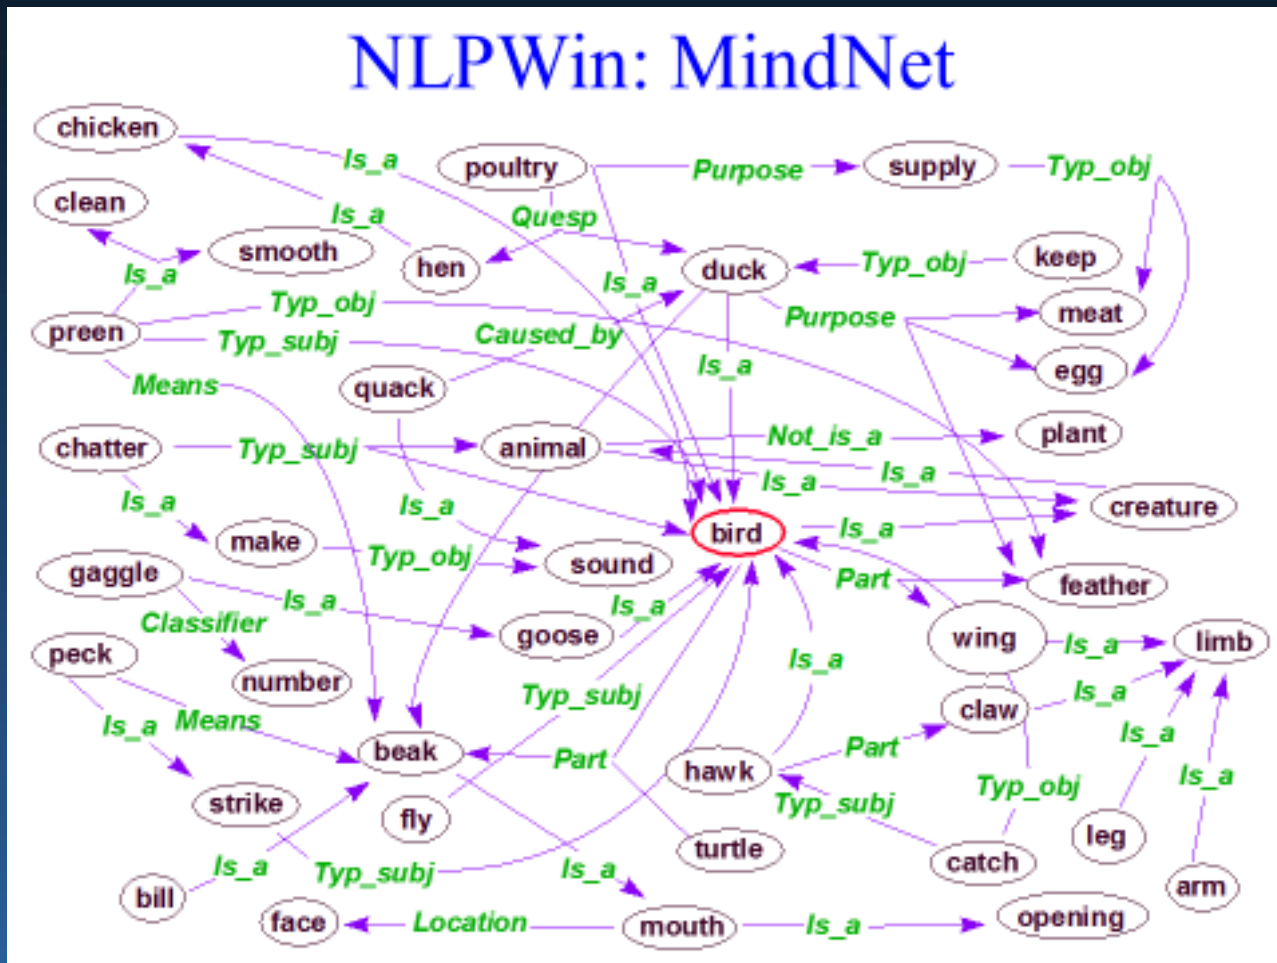 NLPWin: MindNet
chicken
Is_a
poultry
Purpose
supply
Typ_obj
clean
Is_a
Quesp
smooth
hen
duck
Typ_obj
keep
Is_a
Typ_obj
Is_a
Purpose
meat
preen
Typ_subj
Caused_by
Means
quack
Is_a
egg
chatter
Typ_subj
animal
Not_is_a
plant
Is_a
Is_a
Is_a
Is_a
creature
make
Typ_obj
sound
bird
Is_a
gaggle
Is_a
Is_a
Part
feather
Classifier
goose
wing
Is_a
limb
peck
number
Typ_subj
Is_a
claw
Is_a
Is_a
Means
beak
Part
hawk
Part
Is_a
Is_a
strike
fly
Typ_subj
Typ_obj
turtle
leg
Is_a
Typ_subj
Is_a
catch
bill
arm
face
Location
mouth
Is_a
opening